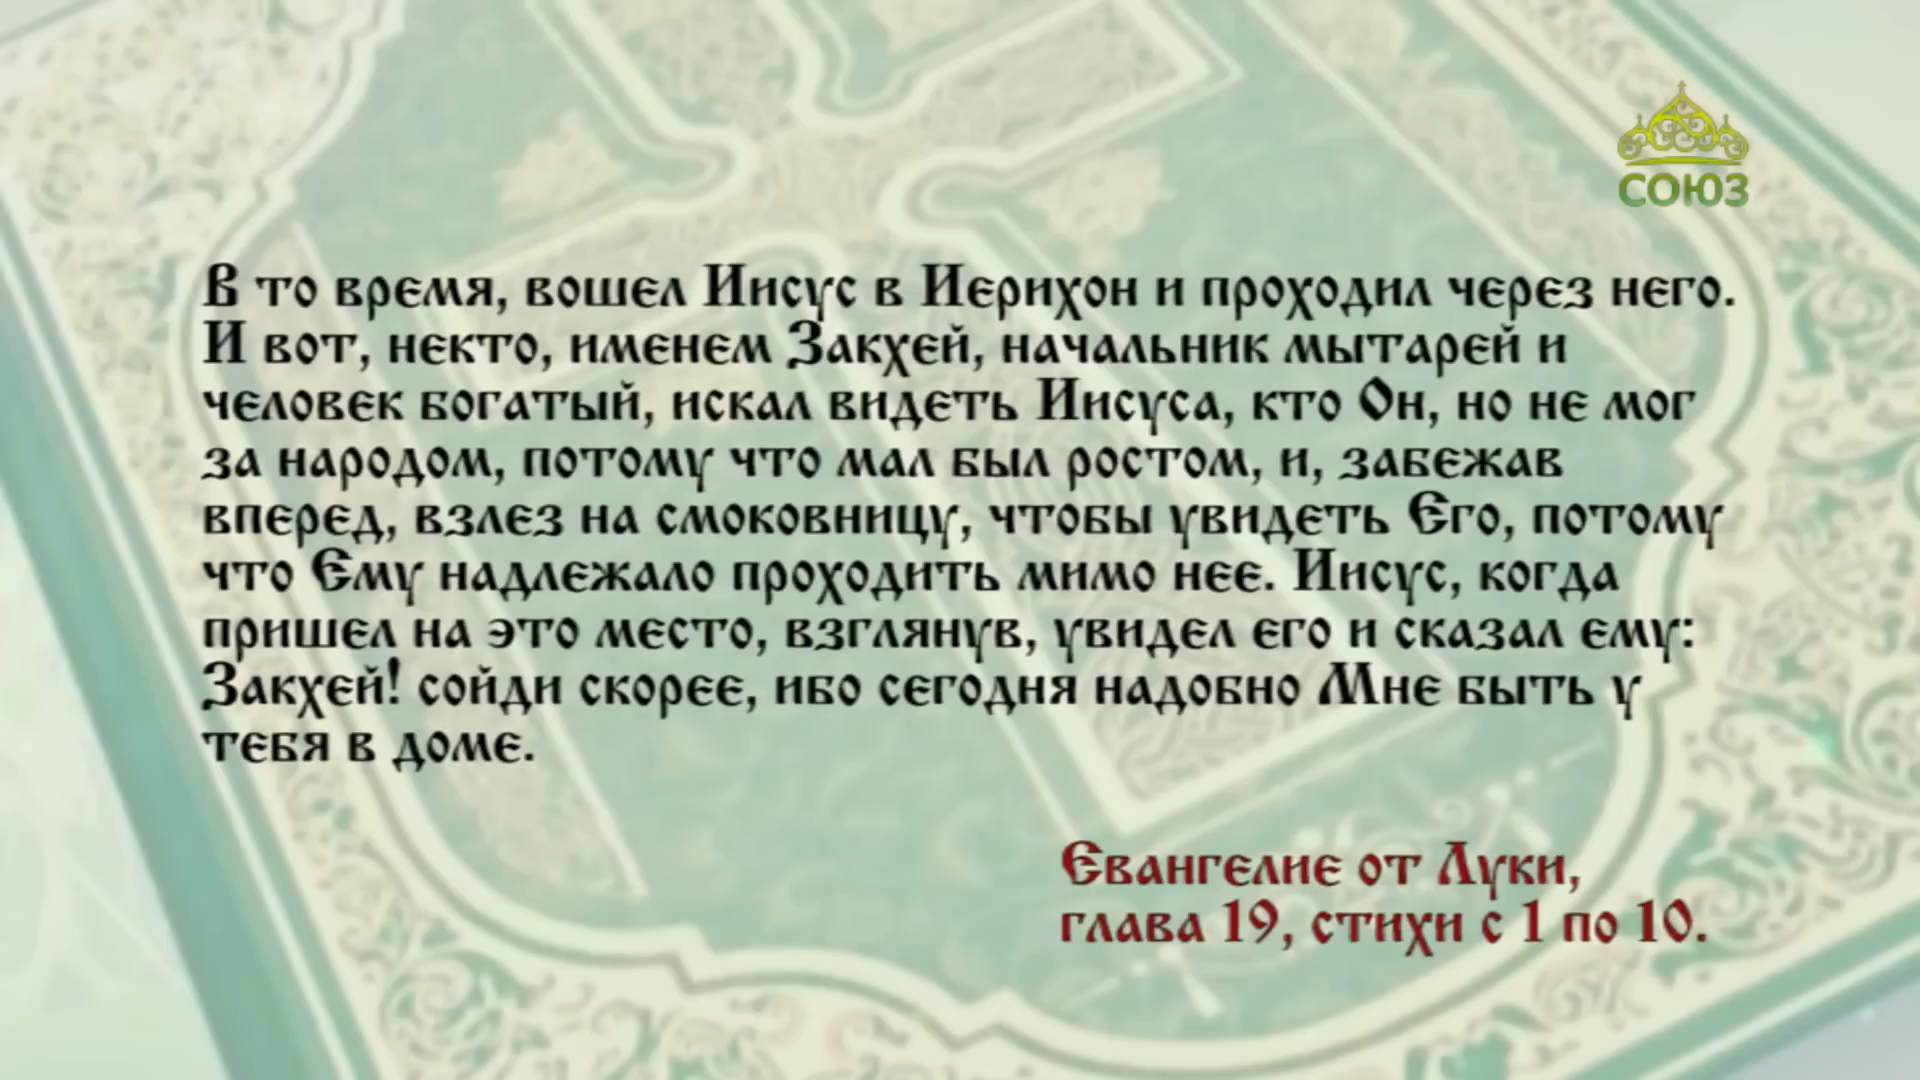 СОЮЗ
В то время, вошел Иисус в Иерихон и проходил через него.
И вот, некто, именем Закхей, начальник мытарей и
человек богатый, искал видеть Иисуса, кто Он, но не мог
за народом, потому что мал был ростом, и, забежав
вперед, взлез на смоковницу, чтобы увидеть Его, потому
что Ему надлежало проходить мимо нее. Иисус, когда
пришел на это место, взглянув, увидел его и сказал ему:
Закхей! сойди скорее, ибо сегодня надобно Мне быть у
тебя в доме.
Евангелие от Луки,
глава 19, стихи с 1 по 10.